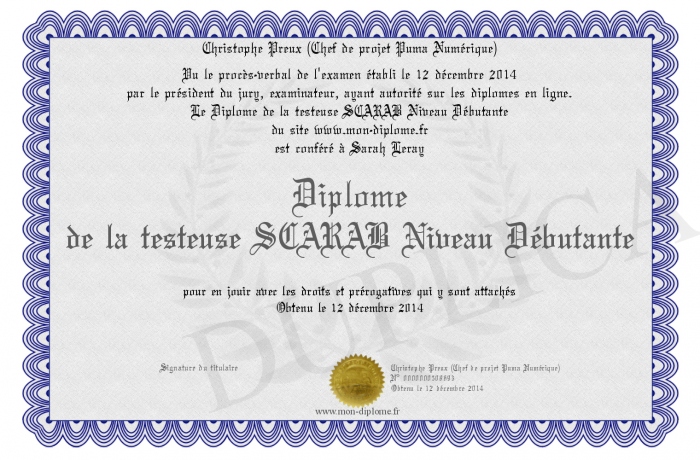 Christophe Preux (Chef de projet Puma Numérique)
Vu le procès-verbal de l'examen établi le 12 décembre 2014
par le président du jury, examinateur, ayant autorité sur les diplomes en ligne.
Le Diplome de la testeuse SCARAB Niveau Débutante
du site www.mon-diplome.fr
est conféré à Sarah Leray
Diplome
de la testeuse SCARAB Niveau Débutante
DUPLICA
pour en jouir avec les droits et prérogatives qui y sont attachés
Obtenu le 12 décembre 2014
Signature du titulaire
Christophe Preux (Chef de projet Puma Numérique)
N°
Obtenu le 12 décembre 2014
www.mon-diplome.fr